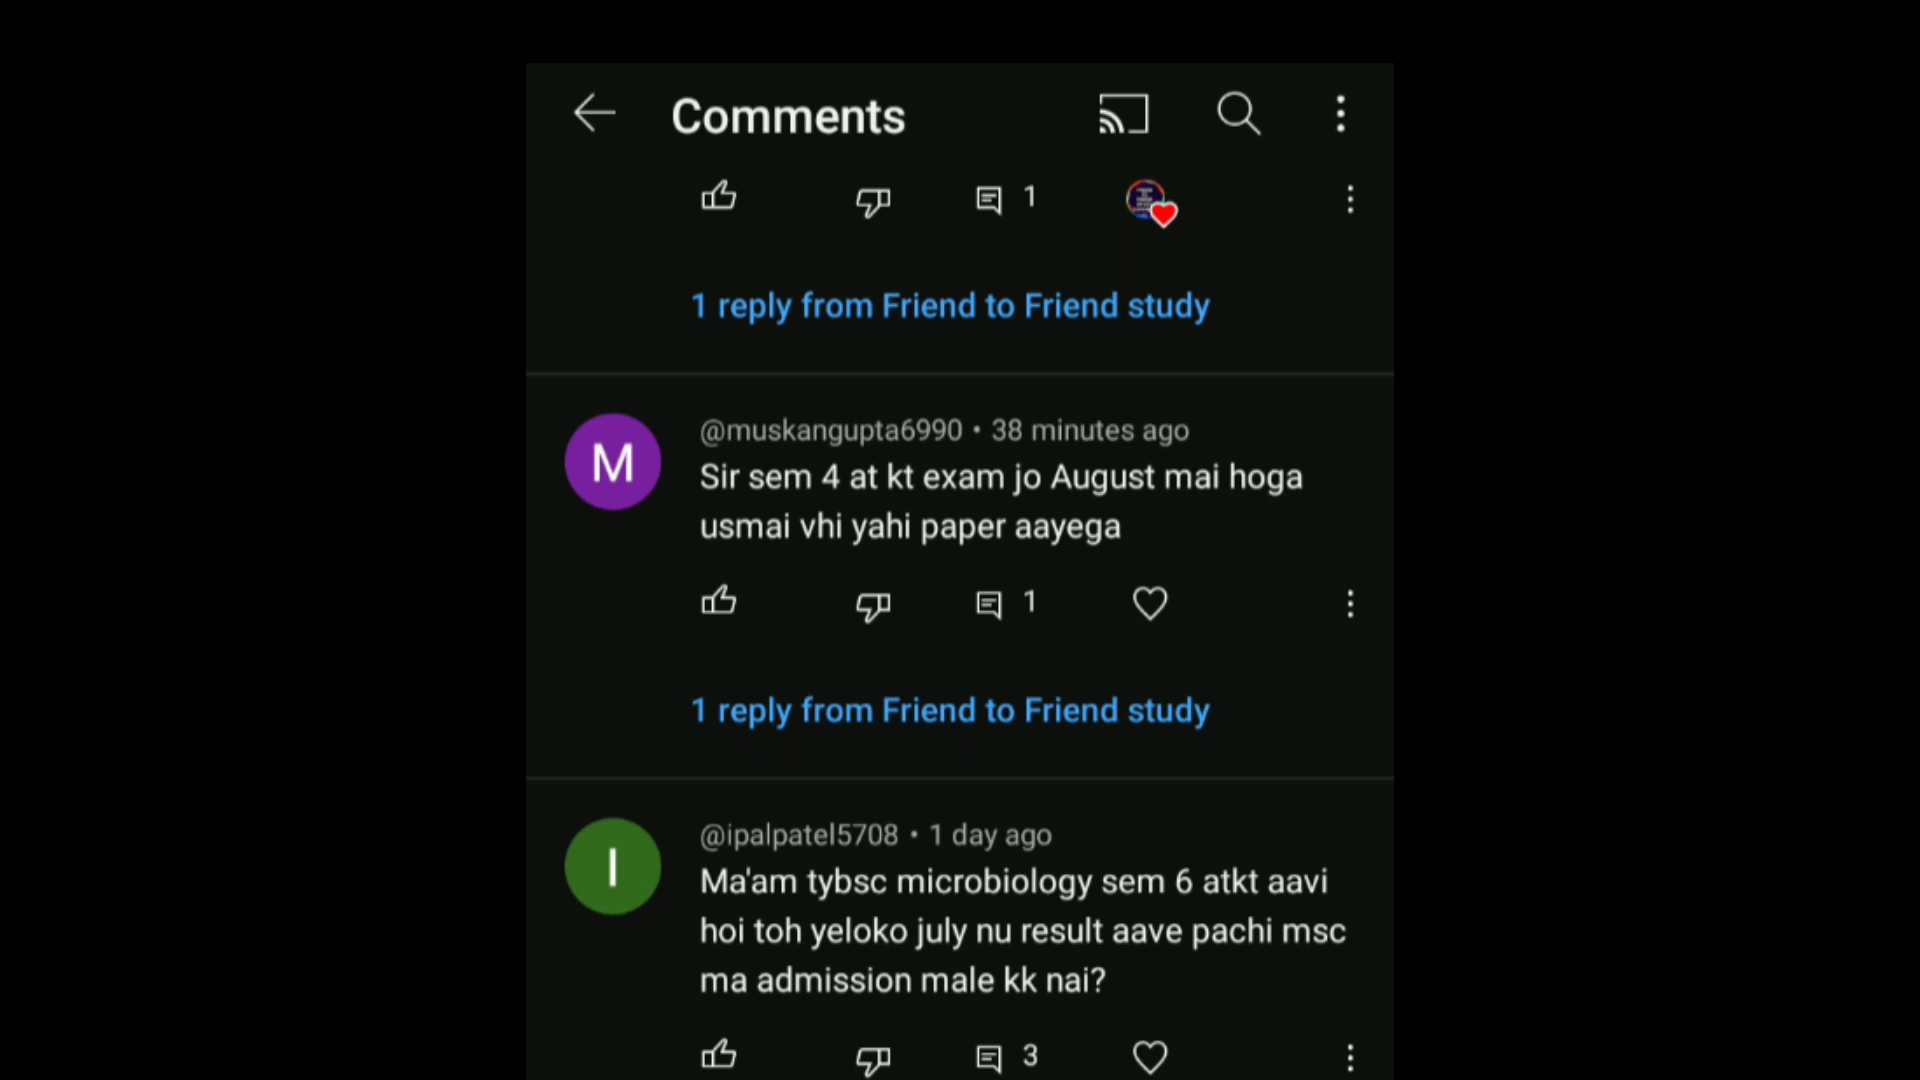 Comments
1
1 reply from Friend to Friend study
M
@muskangupta6990 • 38 minutes ago
Sir sem 4 at kt exam jo August mai hoga
usmai vhi yahi paper aayega
1
1 reply from Friend to Friend study
I
@ipalpatel5708 • 1 day ago
Ma'am tybsc microbiology sem 6 atkt aavi
hoi toh yeloko july nu result aave pachi msc
ma admission male kk nai?
3